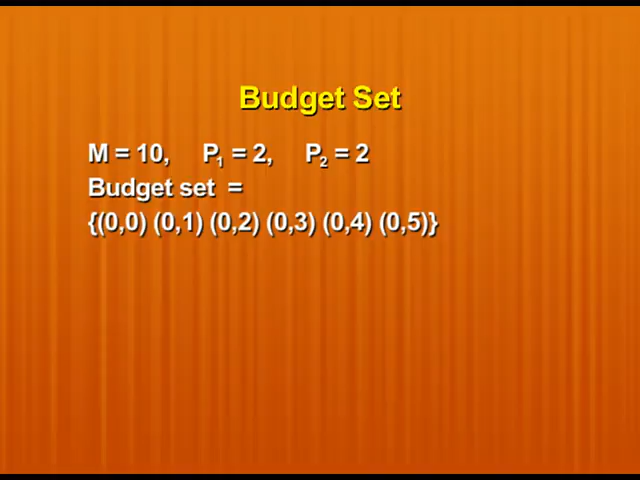 Budget Set
M = 10, P₁ = 2, P₂ = 2
Budget set =
{(0,0) (0,1) (0,2) (0,3) (0,4) (0,5)}